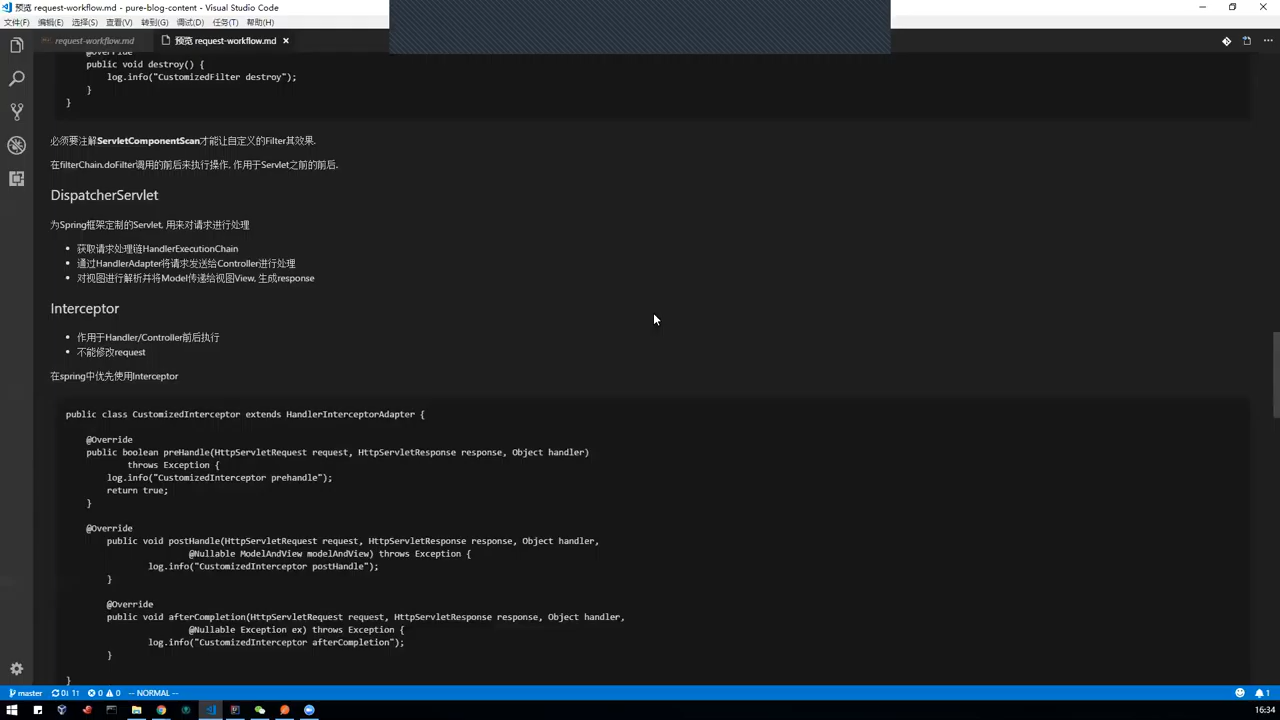 预览 request-workflow.md - pure-blog-content - Visual Studio Code
文件(F) 编辑(E) 选择(S) 查看(V) 转到(G) 调试(D) 任务(T) 帮助(H)
request-workflow.md 预览 request-workflow.md
@Override
public void destroy() {
log.info("CustomizedFilter destroy");
}
}
必须要注解ServletComponentScan才能让自定义的Filter其效果.
在filterChain.doFilter调用的前后来执行操作, 作用于Servlet之前的前后.
DispatcherServlet
为Spring框架定制的Servlet, 用来对请求进行处理
获取请求处理链HandlerExecutionChain
通过HandlerAdapter将请求发送给Controller进行处理
对视图进行解析并将Model传递给视图View, 生成response
Interceptor
作用于Handler/Controller前后执行
不能修改request
在spring中优先使用Interceptor
public class CustomizedInterceptor extends HandlerInterceptorAdapter {
@Override
public boolean preHandle(HttpServletRequest request, HttpServletResponse response, Object handler)
throws Exception {
log.info("CustomizedInterceptor prehandle");
return true;
}
@Override
public void postHandle(HttpServletRequest request, HttpServletResponse response, Object handler,
@Nullable ModelAndView modelAndView) throws Exception {
log.info("CustomizedInterceptor postHandle");
}
@Override
public void afterCompletion(HttpServletRequest request, HttpServletResponse response, Object handler,
@Nullable Exception ex) throws Exception {
log.info("CustomizedInterceptor afterCompletion");
}
}
master 0↓ 1↑ 0 0 -- NORMAL -- 1
16:34